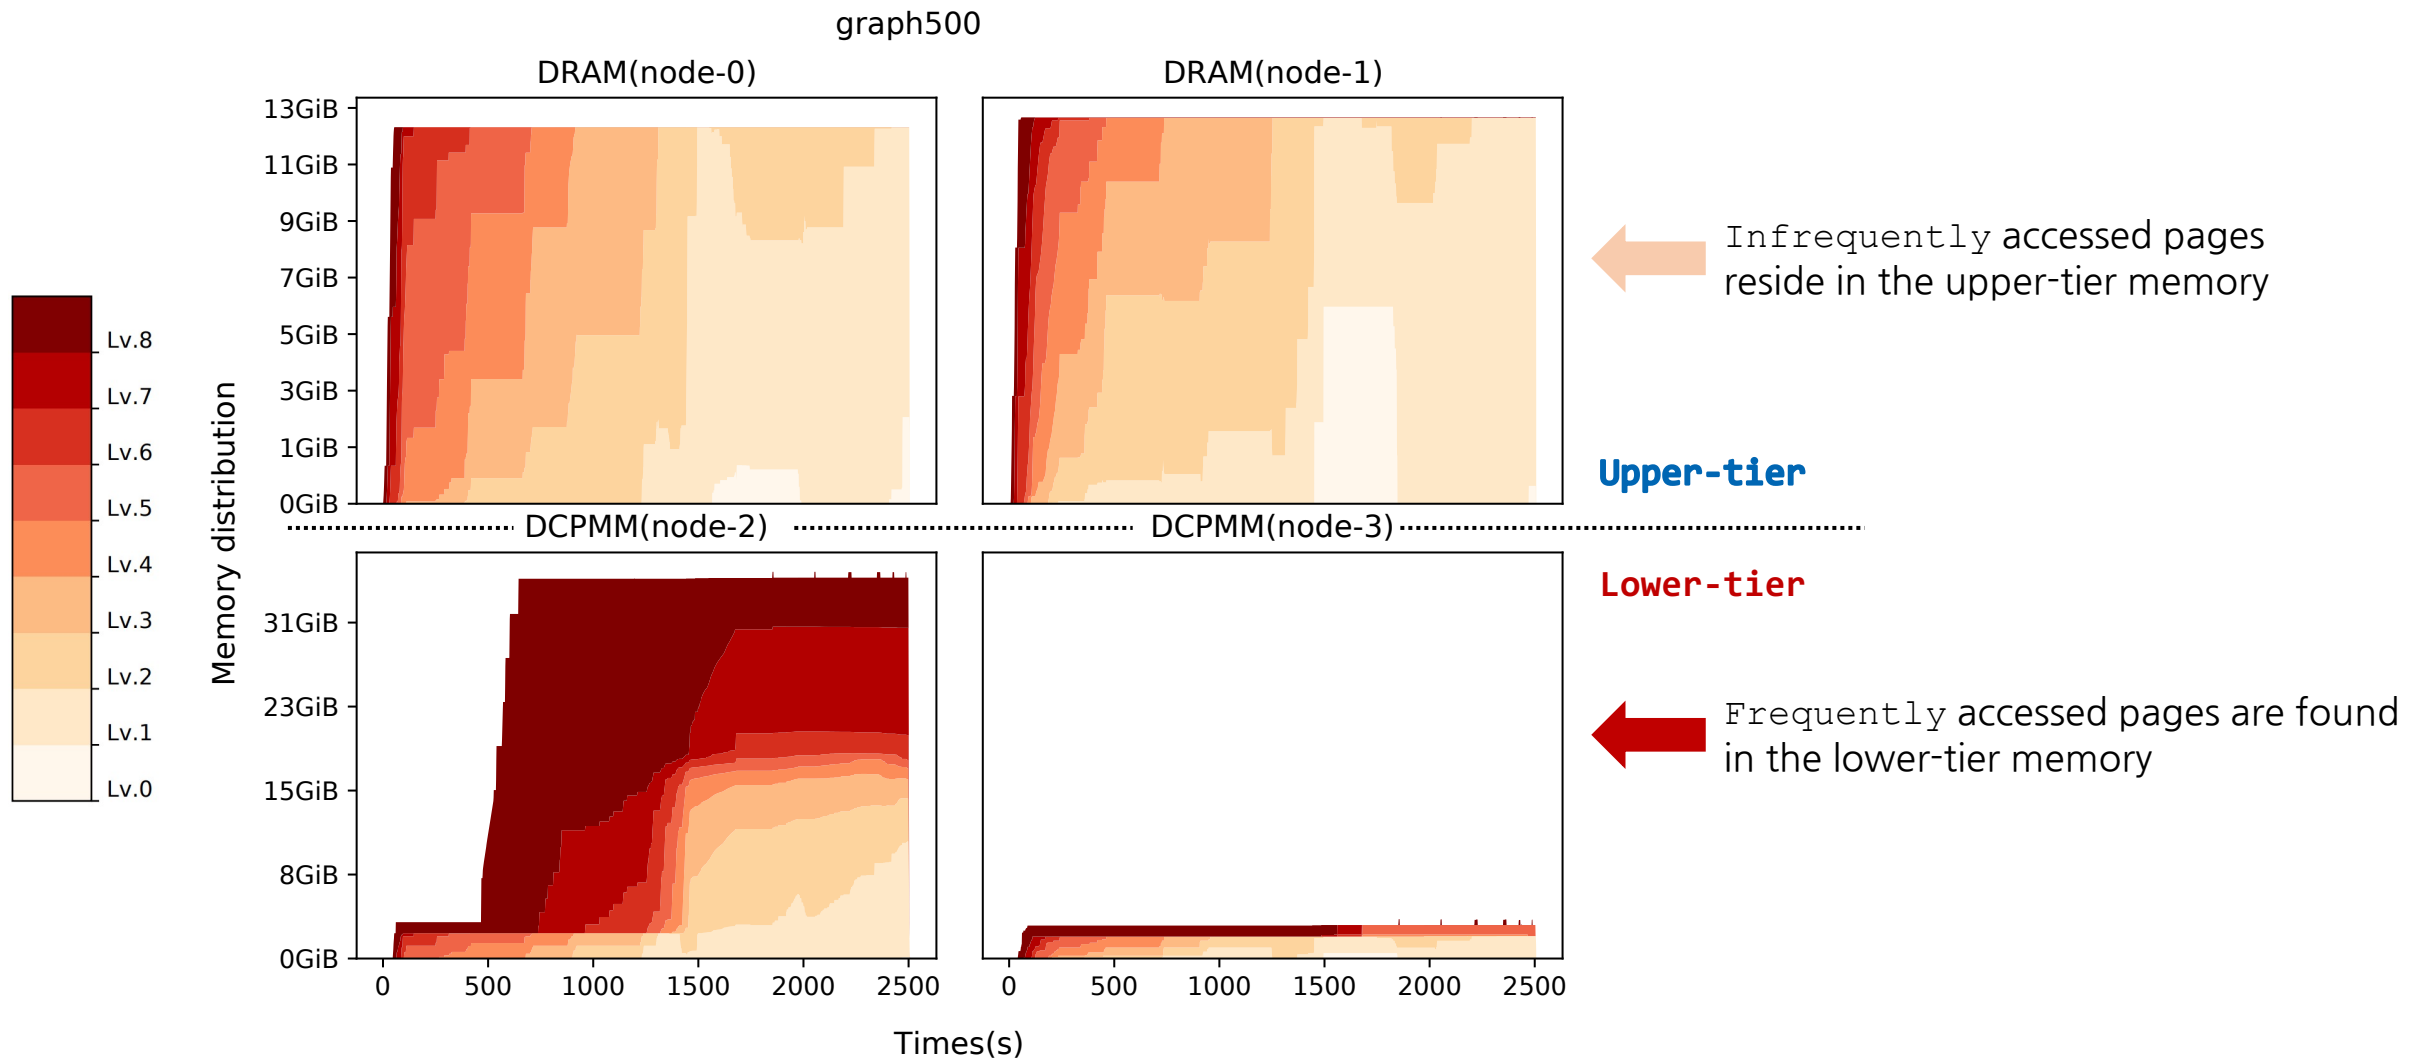 graph500
DRAM(node-0)
DRAM(node-1)
13GiB
11GiB
9GiB
7GiB
5GiB
3GiB
1GiB
0GiB
Infrequently accessed pages
reside in the upper-tier memory
Lv.8
Lv.7
Lv.6
Lv.5
Lv.4
Lv.3
Lv.2
Lv.1
Lv.0
Memory distribution
Upper-tier
DCPMM(node-2)
DCPMM(node-3)
Lower-tier
31GiB
23GiB
15GiB
8GiB
0GiB
Frequently accessed pages are found
in the lower-tier memory
0 500 1000 1500 2000 2500
0 500 1000 1500 2000 2500
Times(s)